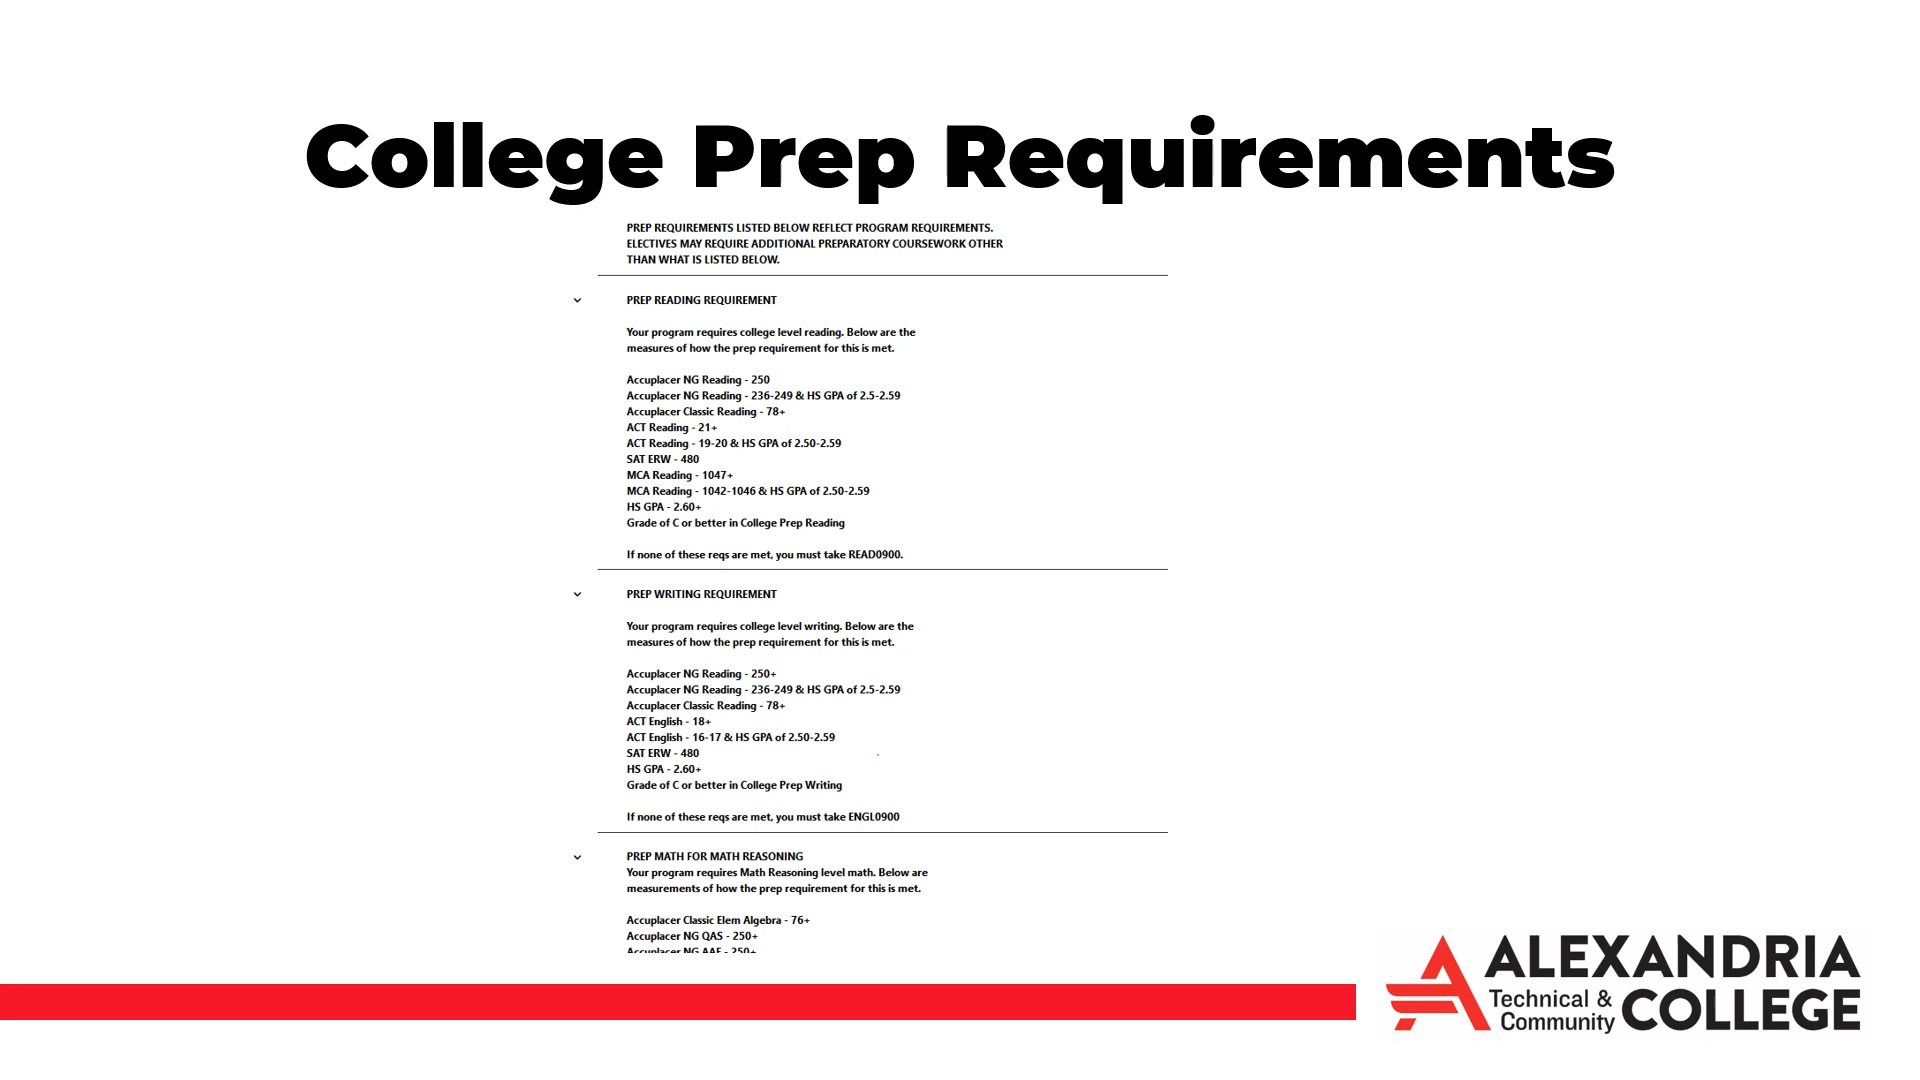 College Prep Requirements
PREP REQUIREMENTS LISTED BELOW REFLECT PROGRAM REQUIREMENTS.
ELECTIVES MAY REQUIRE ADDITIONAL PREPARATORY COURSEWORK OTHER
THAN WHAT IS LISTED BELOW.
PREP READING REQUIREMENT
Your program requires college level reading. Below are the
measures of how the prep requirement for this is met.
Accuplacer NG Reading - 250
Accuplacer NG Reading - 236-249 & HS GPA of 2.5-2.59
Accuplacer Classic Reading - 78+
ACT Reading - 21+
ACT Reading - 19-20 & HS GPA of 2.50-2.59
SAT ERW - 480
MCA Reading - 1047+
MCA Reading - 1042-1046 & HS GPA of 2.50-2.59
HS GPA - 2.60+
Grade of C or better in College Prep Reading
If none of these reqs are met, you must take READ0900.
PREP WRITING REQUIREMENT
Your program requires college level writing. Below are the
measures of how the prep requirement for this is met.
Accuplacer NG Reading - 250+
Accuplacer NG Reading - 236-249 & HS GPA of 2.5-2.59
Accuplacer Classic Reading - 78+
ACT English - 18+
ACT English - 16-17 & HS GPA of 2.50-2.59
SAT ERW - 480
HS GPA - 2.60+
Grade of C or better in College Prep Writing
If none of these reqs are met, you must take ENGL0900
PREP MATH FOR MATH REASONING
Your program requires Math Reasoning level math. Below are
measurements of how the prep requirement for this is met.
Accuplacer Classic Elem Algebra - 76+
Accuplacer NG QAS - 250+
Accuplacer NG AAF - 250+
ALEXANDRIA
Technical &
Community COLLEGE